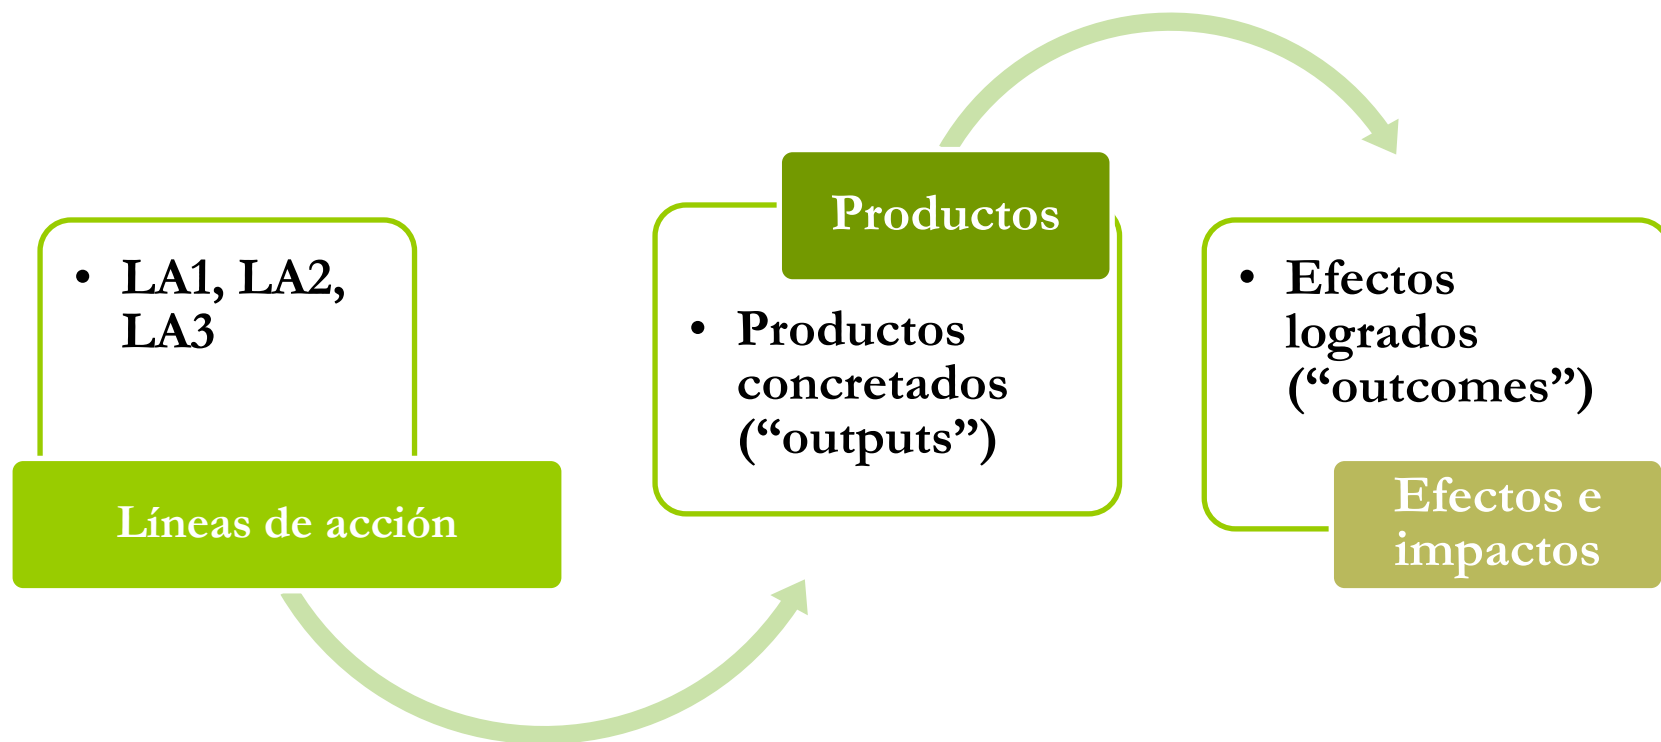 • LA1, LA2,
LA3
Líneas de acción
Productos
• Productos
concretados
(“outputs”)
• Efectos
logrados
(“outcomes”)
Efectos e
impactos